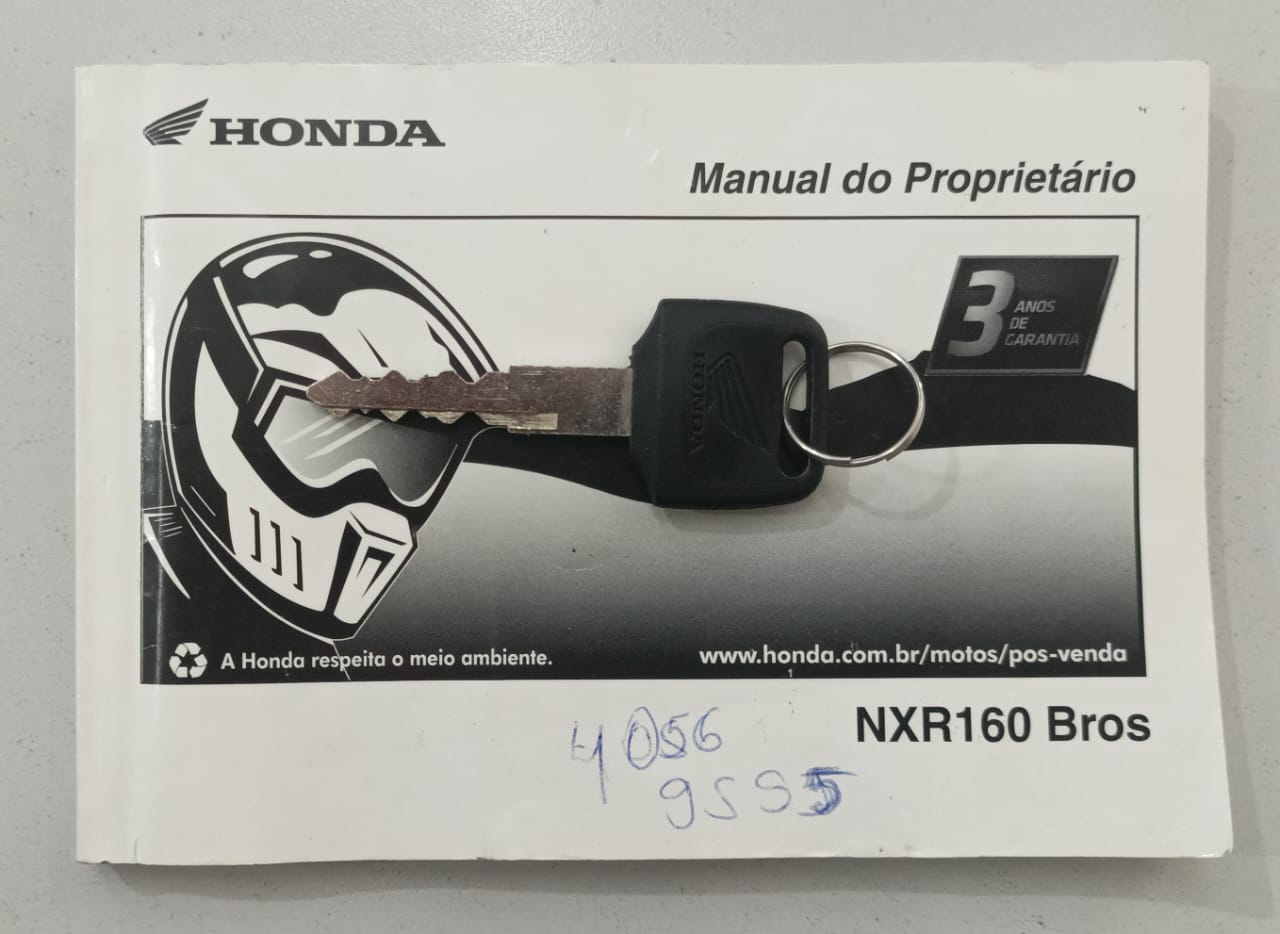 HONDA
Manual do Proprietário
3 ANOS
DE
GARANTIA
HONDA
A Honda respeita o meio ambiente.
www.honda.com.br/motos/pos-venda
NXR160 Bros
4056
9555